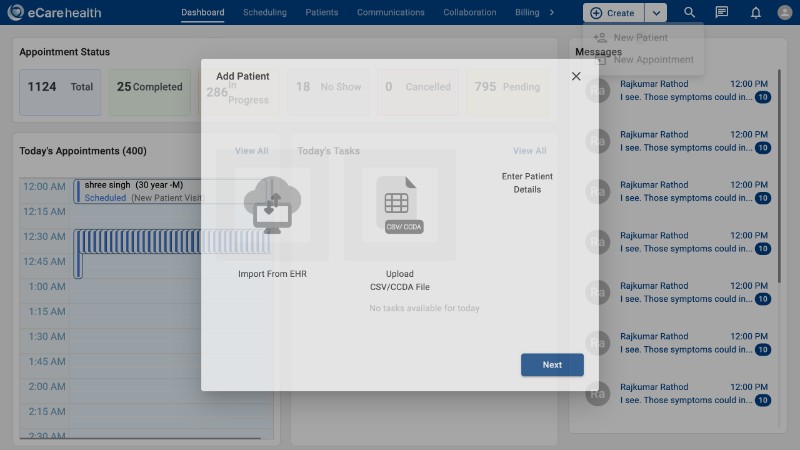 eCarehealth
Dashboard
Scheduling
Patients
Communications
Collaboration
Billing
Create
New Patient
New Appointment
Appointment Status
1124 Total
25 Completed
286 In Progress
18 No Show
0 Cancelled
795 Pending
Messages
Add Patient
Today's Appointments (400)
View All
Today's Tasks
View All
12:00 AM
shree singh (30 year -M)
Scheduled (New Patient Visit)
12:15 AM
12:30 AM
12:45 AM
1:00 AM
1:15 AM
1:30 AM
1:45 AM
2:00 AM
2:15 AM
2:30 AM
CSV/ CCDA
Import From EHR
Upload
CSV/CCDA File
Enter Patient
Details
No tasks available for today
Next
Ra
Rajkumar Rathod 12:00 PM
I see. Those symptoms could in... 10
Ra
Rajkumar Rathod 12:00 PM
I see. Those symptoms could in... 10
Ra
Rajkumar Rathod 12:00 PM
I see. Those symptoms could in... 10
Ra
Rajkumar Rathod 12:00 PM
I see. Those symptoms could in... 10
Ra
Rajkumar Rathod 12:00 PM
I see. Those symptoms could in... 10
Ra
Rajkumar Rathod 12:00 PM
I see. Those symptoms could in... 10
Ra
Rajkumar Rathod 12:00 PM
I see. Those symptoms could in... 10